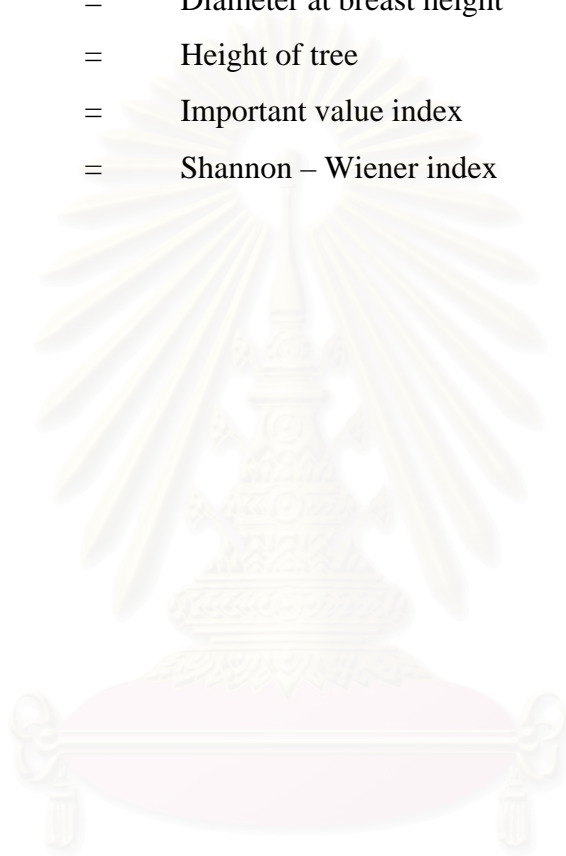 = Diameter at breast height
= Height of tree
= Important value index
= Shannon – Wiener index